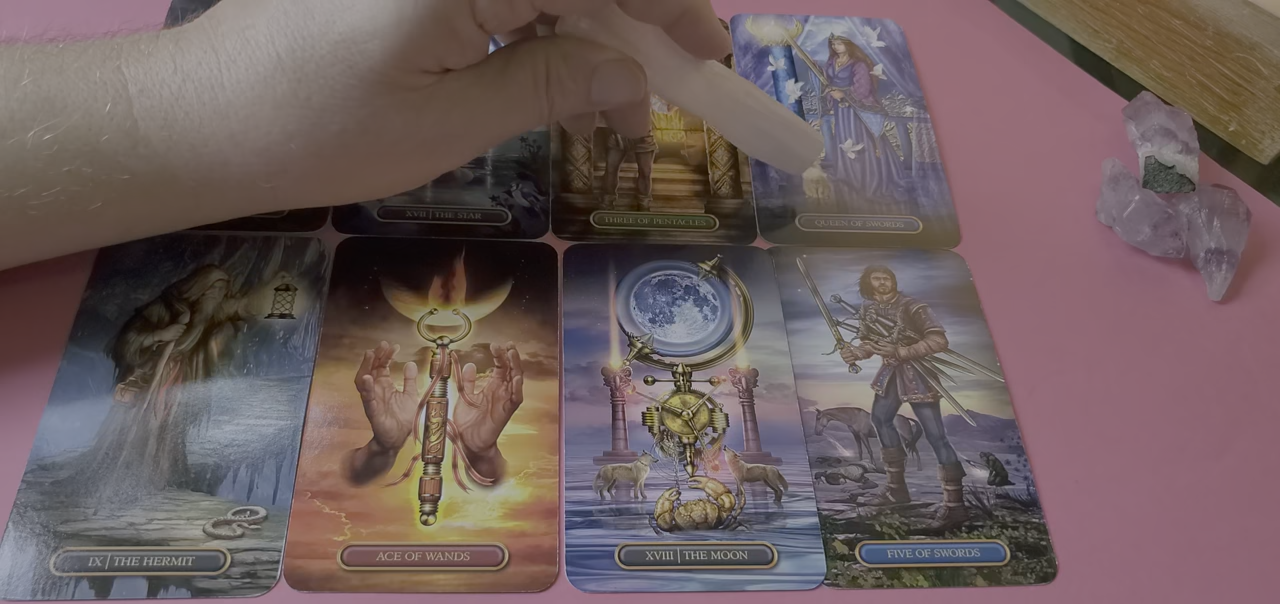 XVII | THE STAR
THREE OF PENTACLES
QUEEN OF SWORDS
IX | THE HERMIT
ACE OF WANDS
XVIII | THE MOON
FIVE OF SWORDS